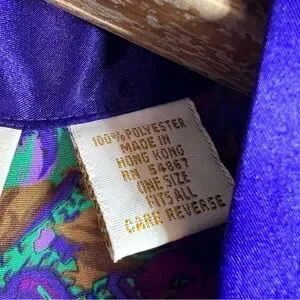 100% POLYESTER
MADE IN
HONG KONG
RN 54867
ONE SIZE
FITS ALL
CARE REVERSE